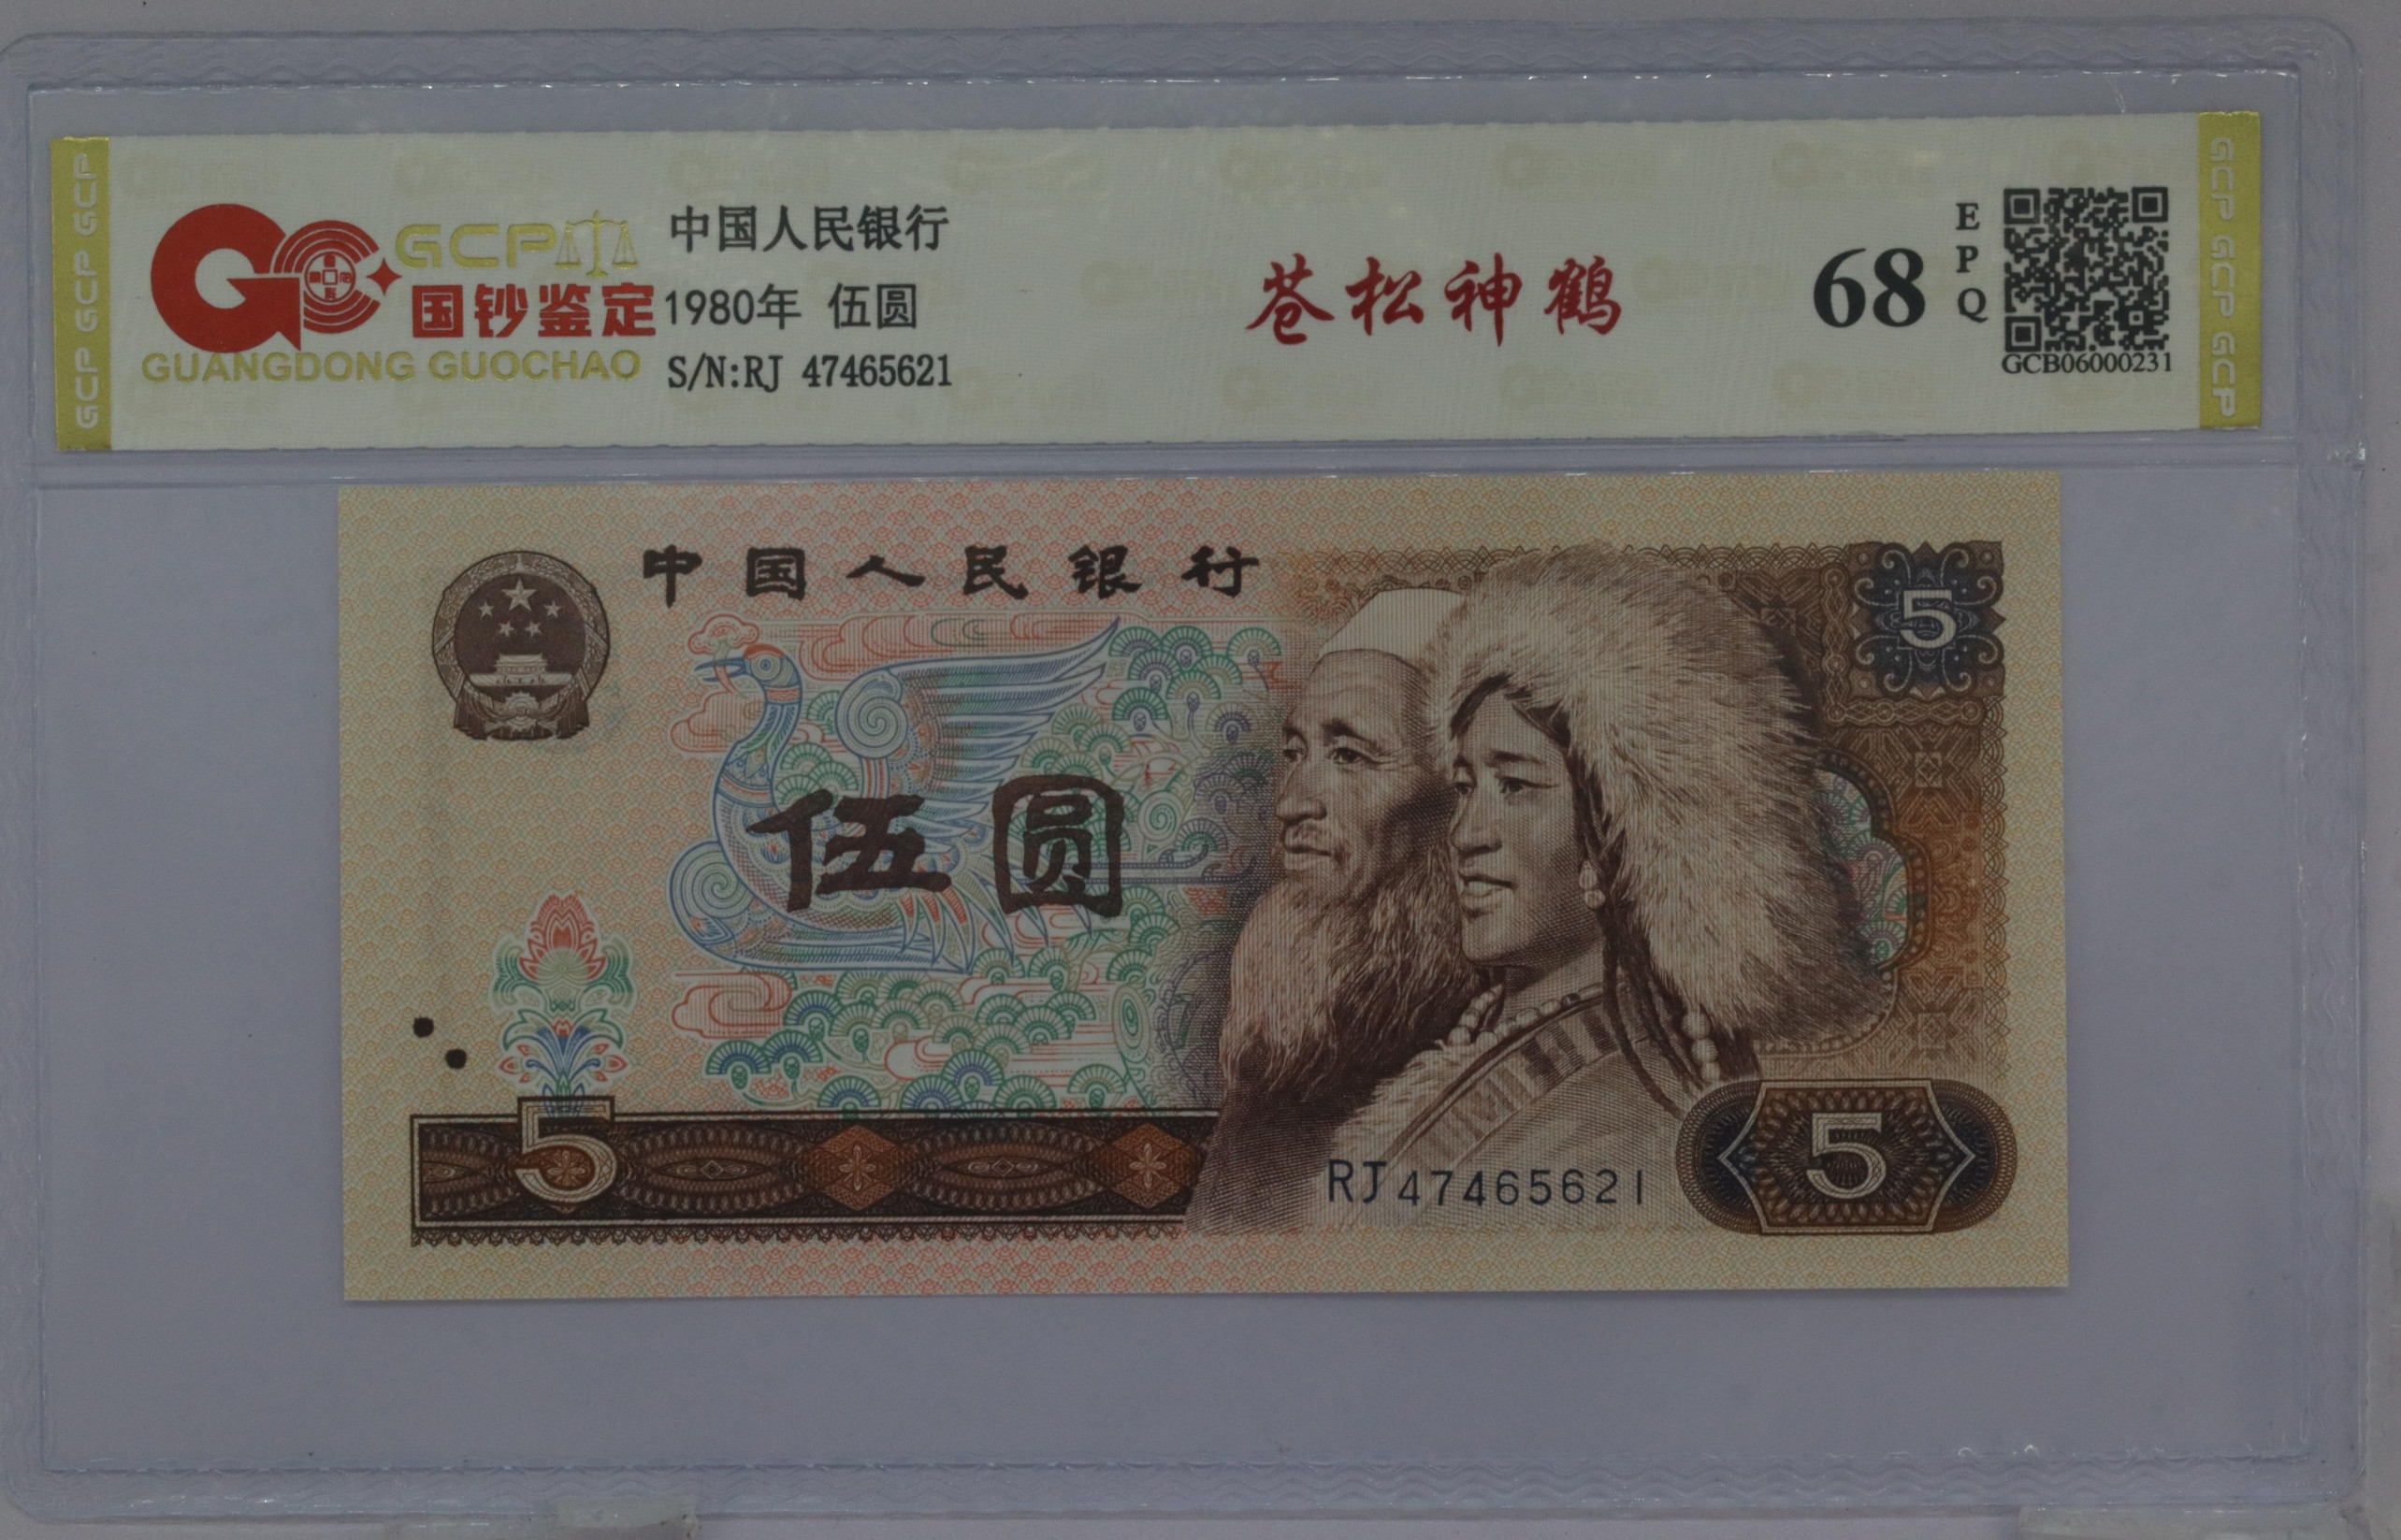 GCP GCP GCP
GCP
国钞鉴定
GUANGDONG GUOCHAO
中国人民银行
1980年 伍圆
S/N:RJ 47465621
苍松神鹤
68
EPQ
GCB06000231
GCP GCP GCP
中国人民银行
5
伍圆
5
RJ47465621
5